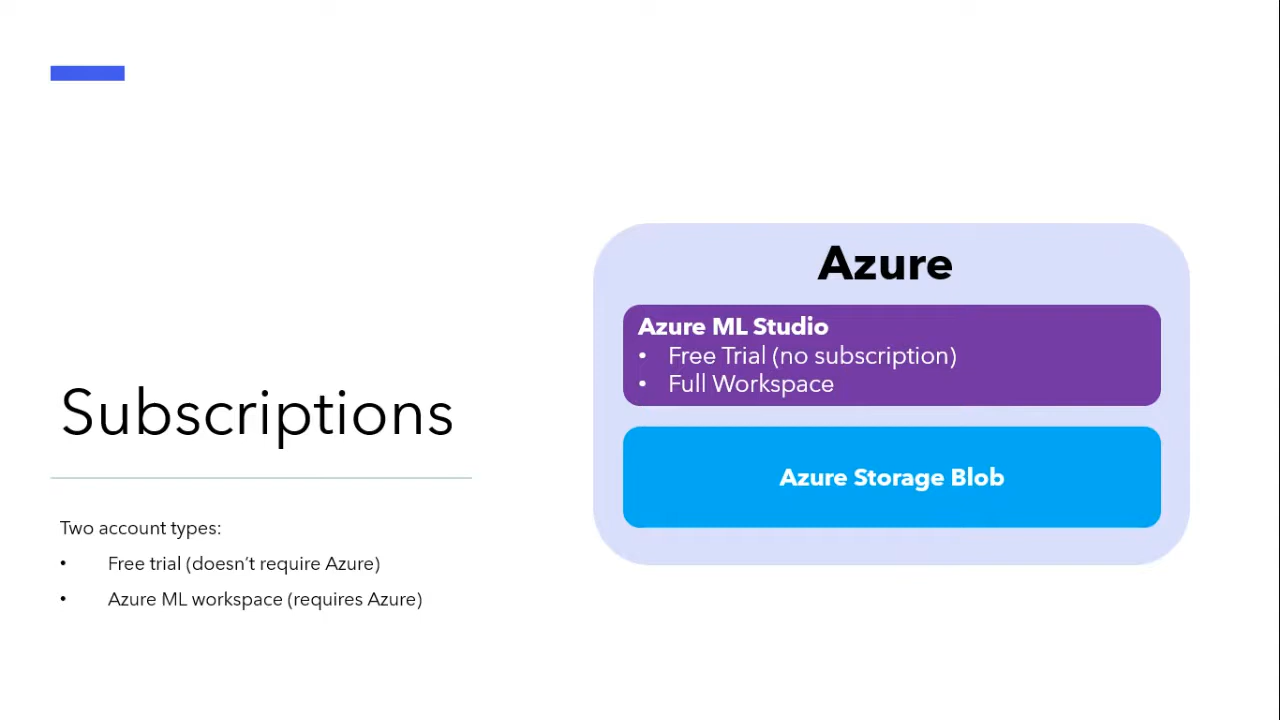 Subscriptions
Two account types:
• Free trial (doesn’t require Azure)
• Azure ML workspace (requires Azure)
Azure
Azure ML Studio
• Free Trial (no subscription)
• Full Workspace
Azure Storage Blob